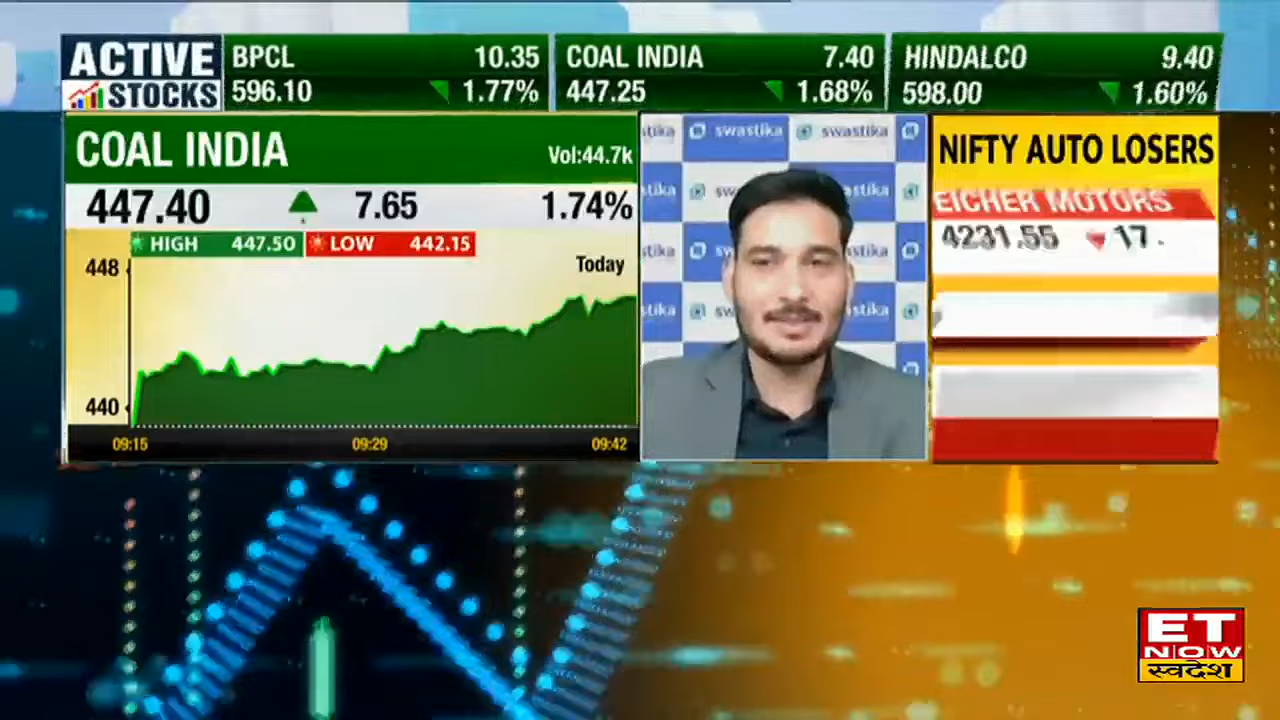 ACTIVE
STOCKS
BPCL 10.35
596.10 1.77%
COAL INDIA 7.40
447.25 1.68%
HINDALCO 9.40
598.00 1.60%
COAL INDIA
Vol:44.7k
447.40 7.65 1.74%
HIGH 447.50 LOW 442.15
Today
448
440
09:15 09:29 09:42
swastika swastika
NIFTY AUTO LOSERS
EICHER MOTORS
4231.55 17
ET
NOW
स्वदेश